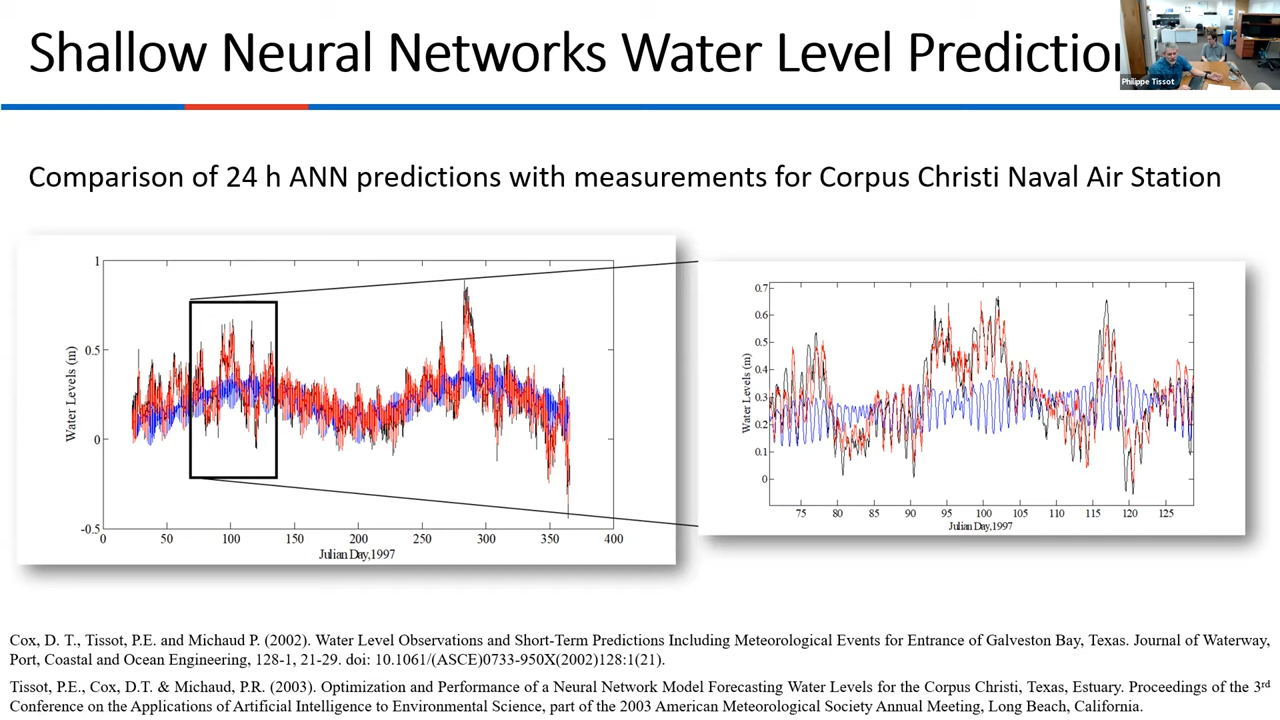 Shallow Neural Networks Water Level Prediction
Philippe Tissot
Comparison of 24 h ANN predictions with measurements for Corpus Christi Naval Air Station
1
0.5
0
-0.5
Water Levels (m)
0 50 100 150 200 250 300 350 400
Julian Day,1997
0.7
0.6
0.5
0.4
0.3
0.2
0.1
0
Water Levels (m)
75 80 85 90 95 100 105 110 115 120 125
Julian Day,1997
Cox, D. T., Tissot, P.E. and Michaud P. (2002). Water Level Observations and Short-Term Predictions Including Meteorological Events for Entrance of Galveston Bay, Texas. Journal of Waterway,
Port, Coastal and Ocean Engineering, 128-1, 21-29. doi: 10.1061/(ASCE)0733-950X(2002)128:1(21).
Tissot, P.E., Cox, D.T. & Michaud, P.R. (2003). Optimization and Performance of a Neural Network Model Forecasting Water Levels for the Corpus Christi, Texas, Estuary. Proceedings of the 3rd
Conference on the Applications of Artificial Intelligence to Environmental Science, part of the 2003 American Meteorological Society Annual Meeting, Long Beach, California.